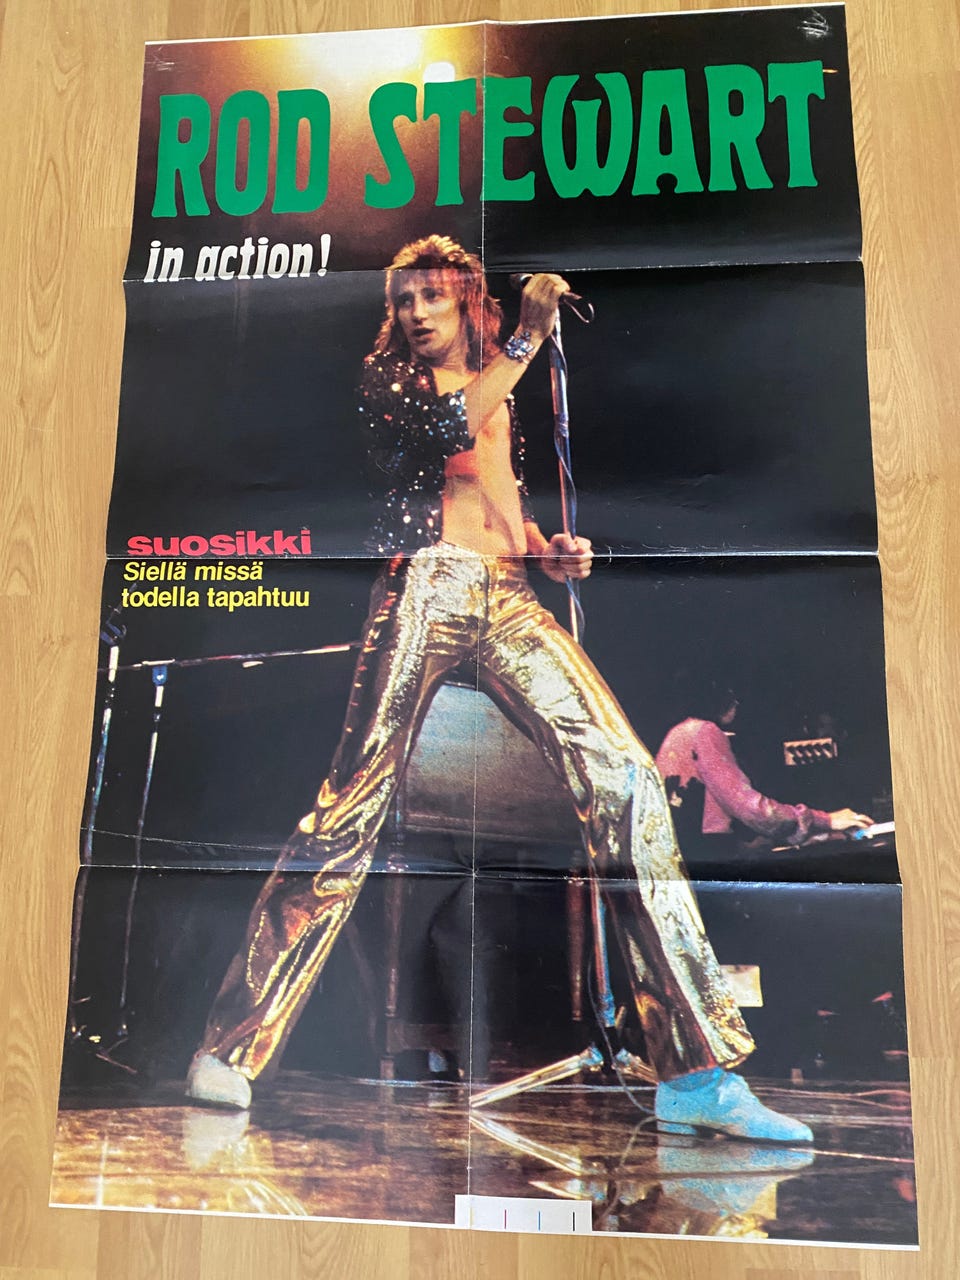 ROD STEWART
in action!
suosikki
Siellä missä
todella tapahtuu